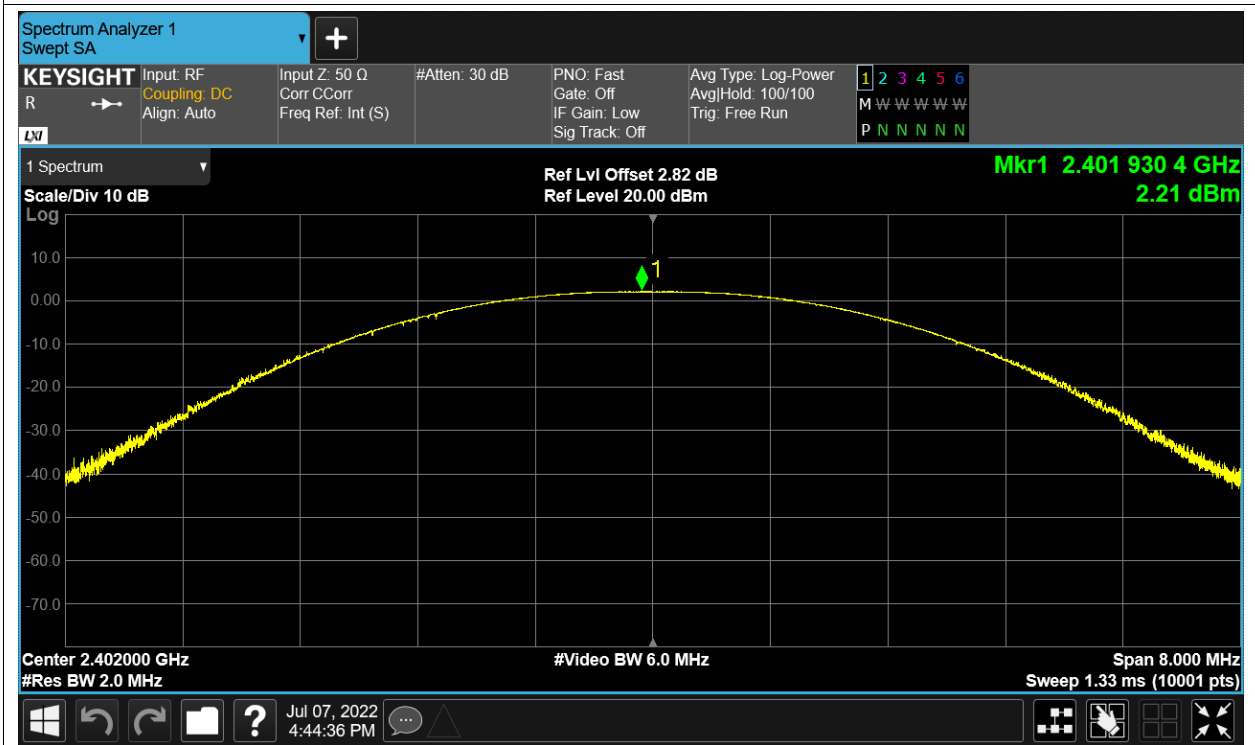 Spectrum Analyzer 1
Swept SA
KEYSIGHT
R
LXI
Input: RF
Coupling: DC
Align: Auto
Input Z: 50 Ω
Corr CCorr
Freq Ref: Int (S)
#Atten: 30 dB
PNO: Fast
Gate: Off
IF Gain: Low
Sig Track: Off
Avg Type: Log-Power
Avg|Hold: 100/100
Trig: Free Run
1 2 3 4 5 6
M W W W W W
P N N N N N
1 Spectrum
Scale/Div 10 dB
Ref Lvl Offset 2.82 dB
Ref Level 20.00 dBm
Mkr1 2.401 930 4 GHz
2.21 dBm
Log
10.0
0.00
-10.0
-20.0
-30.0
-40.0
-50.0
-60.0
-70.0
1
Center 2.402000 GHz
#Res BW 2.0 MHz
#Video BW 6.0 MHz
Span 8.000 MHz
Sweep 1.33 ms (10001 pts)
?
Jul 07, 2022
4:44:36 PM